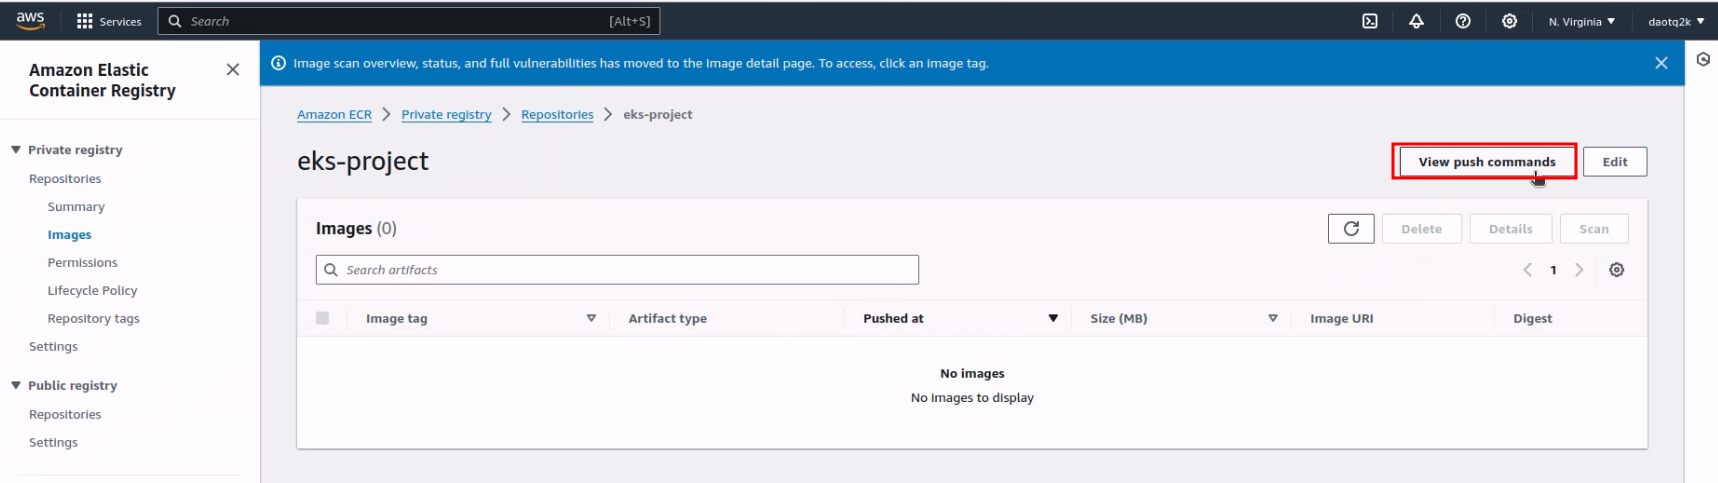 aws
Services
Search
[Alt+S]
N. Virginia
daotq2k
Amazon Elastic
Container Registry
Private registry
Repositories
Summary
Images
Permissions
Lifecycle Policy
Repository tags
Settings
Public registry
Repositories
Settings
Image scan overview, status, and full vulnerabilities has moved to the Image detail page. To access, click an image tag.
Amazon ECR
Private registry
Repositories
eks-project
eks-project
View push commands
Edit
Images (0)
Delete
Details
Scan
Search artifacts
1
Image tag
Artifact type
Pushed at
Size (MB)
Image URI
Digest
No images
No images to display